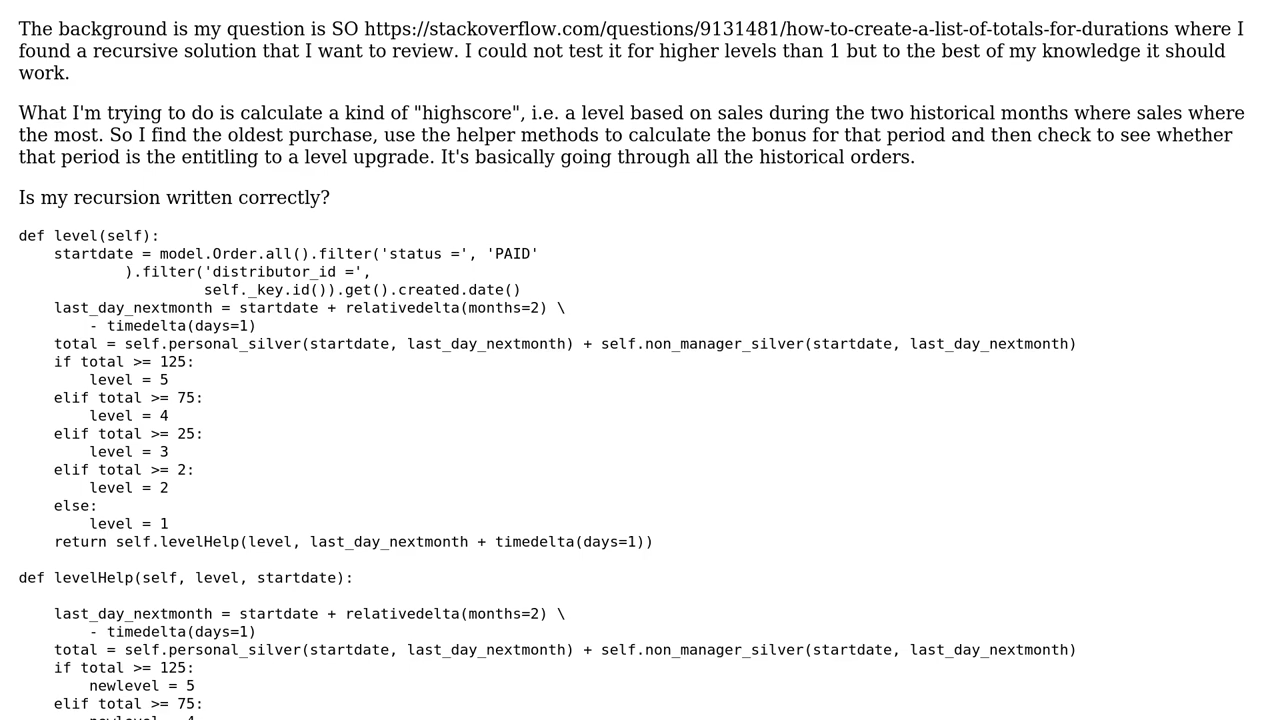 The background is my question is SO https://stackoverflow.com/questions/9131481/how-to-create-a-list-of-totals-for-durations where I
found a recursive solution that I want to review. I could not test it for higher levels than 1 but to the best of my knowledge it should
work.
What I'm trying to do is calculate a kind of "highscore", i.e. a level based on sales during the two historical months where sales where
the most. So I find the oldest purchase, use the helper methods to calculate the bonus for that period and then check to see whether
that period is the entitling to a level upgrade. It's basically going through all the historical orders.
Is my recursion written correctly?
def level(self):
    startdate = model.Order.all().filter('status =', 'PAID'
            ).filter('distributor_id =',
                     self._key.id()).get().created.date()
    last_day_nextmonth = startdate + relativedelta(months=2) \
        - timedelta(days=1)
    total = self.personal_silver(startdate, last_day_nextmonth) + self.non_manager_silver(startdate, last_day_nextmonth)
    if total >= 125:
        level = 5
    elif total >= 75:
        level = 4
    elif total >= 25:
        level = 3
    elif total >= 2:
        level = 2
    else:
        level = 1
    return self.levelHelp(level, last_day_nextmonth + timedelta(days=1))
def levelHelp(self, level, startdate):
    last_day_nextmonth = startdate + relativedelta(months=2) \
        - timedelta(days=1)
    total = self.personal_silver(startdate, last_day_nextmonth) + self.non_manager_silver(startdate, last_day_nextmonth)
    if total >= 125:
        newlevel = 5
    elif total >= 75: